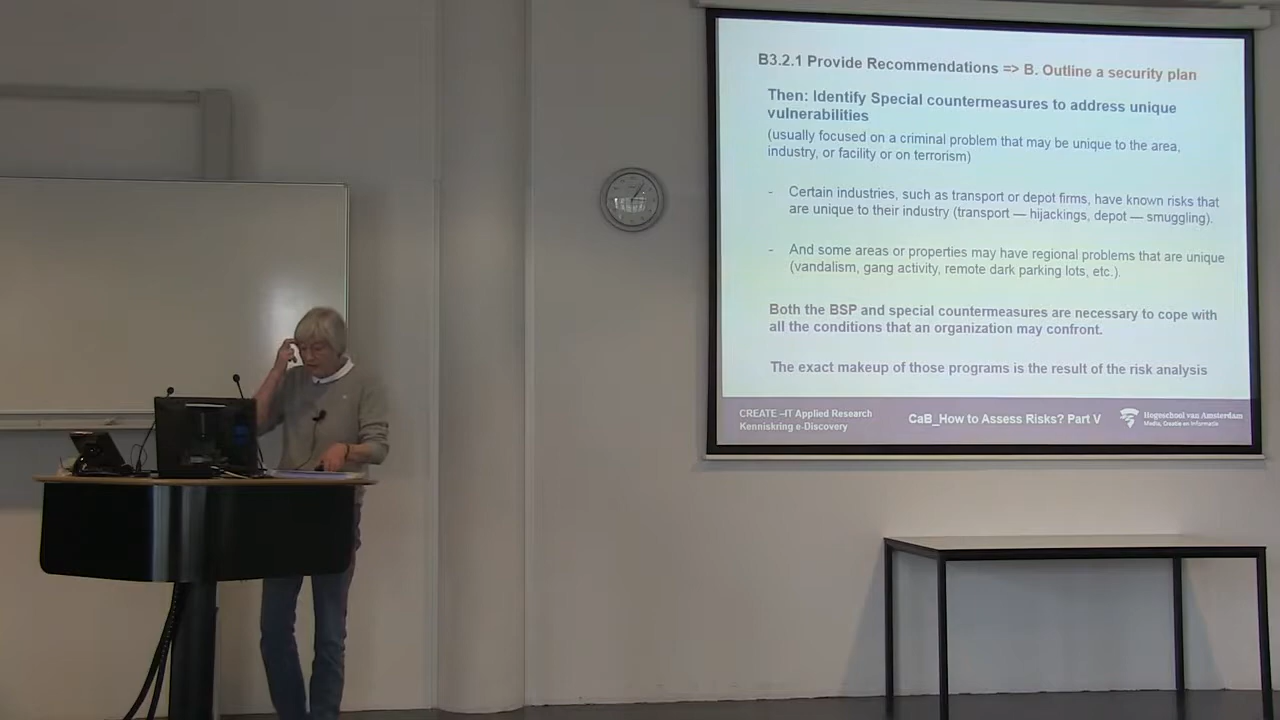 B3.2.1 Provide Recommendations => B. Outline a security plan
Then: Identify Special countermeasures to address unique
vulnerabilities
(usually focused on a criminal problem that may be unique to the area,
industry, or facility or on terrorism)
- Certain industries, such as transport or depot firms, have known risks that
are unique to their industry (transport — hijackings, depot — smuggling).
- And some areas or properties may have regional problems that are unique
(vandalism, gang activity, remote dark parking lots, etc.).
Both the BSP and special countermeasures are necessary to cope with
all the conditions that an organization may confront.
The exact makeup of those programs is the result of the risk analysis
CREATE –IT Applied Research
Kenniskring e-Discovery
CaB_How to Assess Risks? Part V
Hogeschool van Amsterdam
Media, Creatie en Informatie